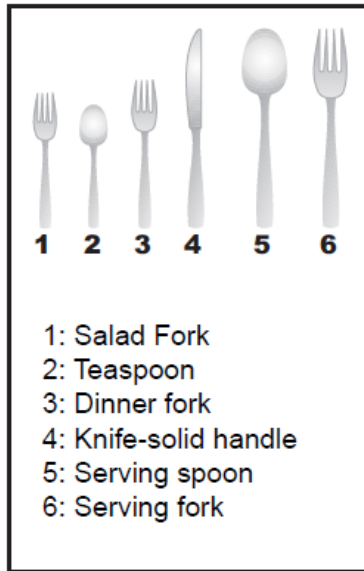 1 2 3 4 5 6
1: Salad Fork
2: Teaspoon
3: Dinner fork
4: Knife-solid handle
5: Serving spoon
6: Serving fork